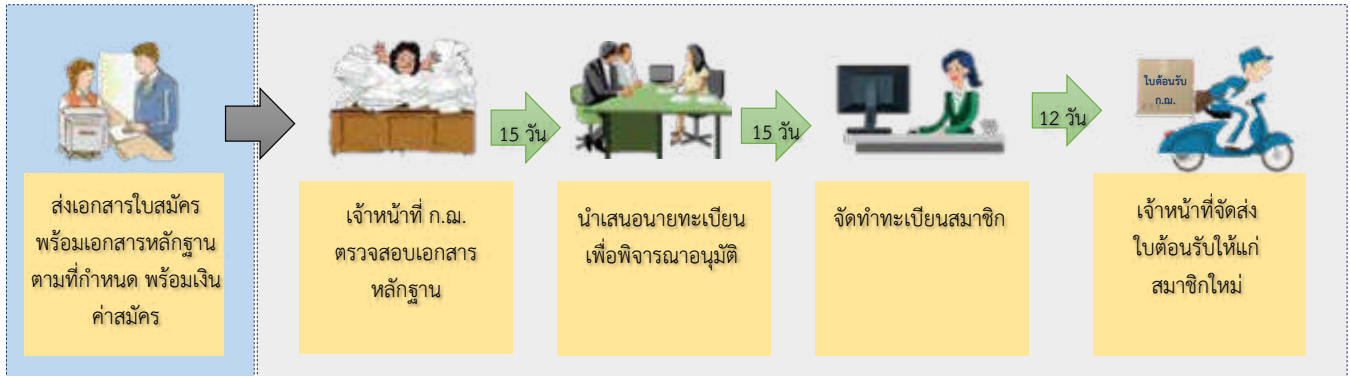 ใบต้อนรับ
ก.ฌ.
15 วัน
15 วัน
12 วัน
ส่งเอกสารใบสมัคร
พร้อมเอกสารหลักฐาน
ตามที่กำหนด พร้อมเงิน
ค่าสมัคร
เจ้าหน้าที่ ก.ฌ.
ตรวจสอบเอกสาร
หลักฐาน
นำเสนอนายทะเบียน
เพื่อพิจารณาอนุมัติ
จัดทำทะเบียนสมาชิก
เจ้าหน้าที่จัดส่ง
ใบต้อนรับให้แก่
สมาชิกใหม่